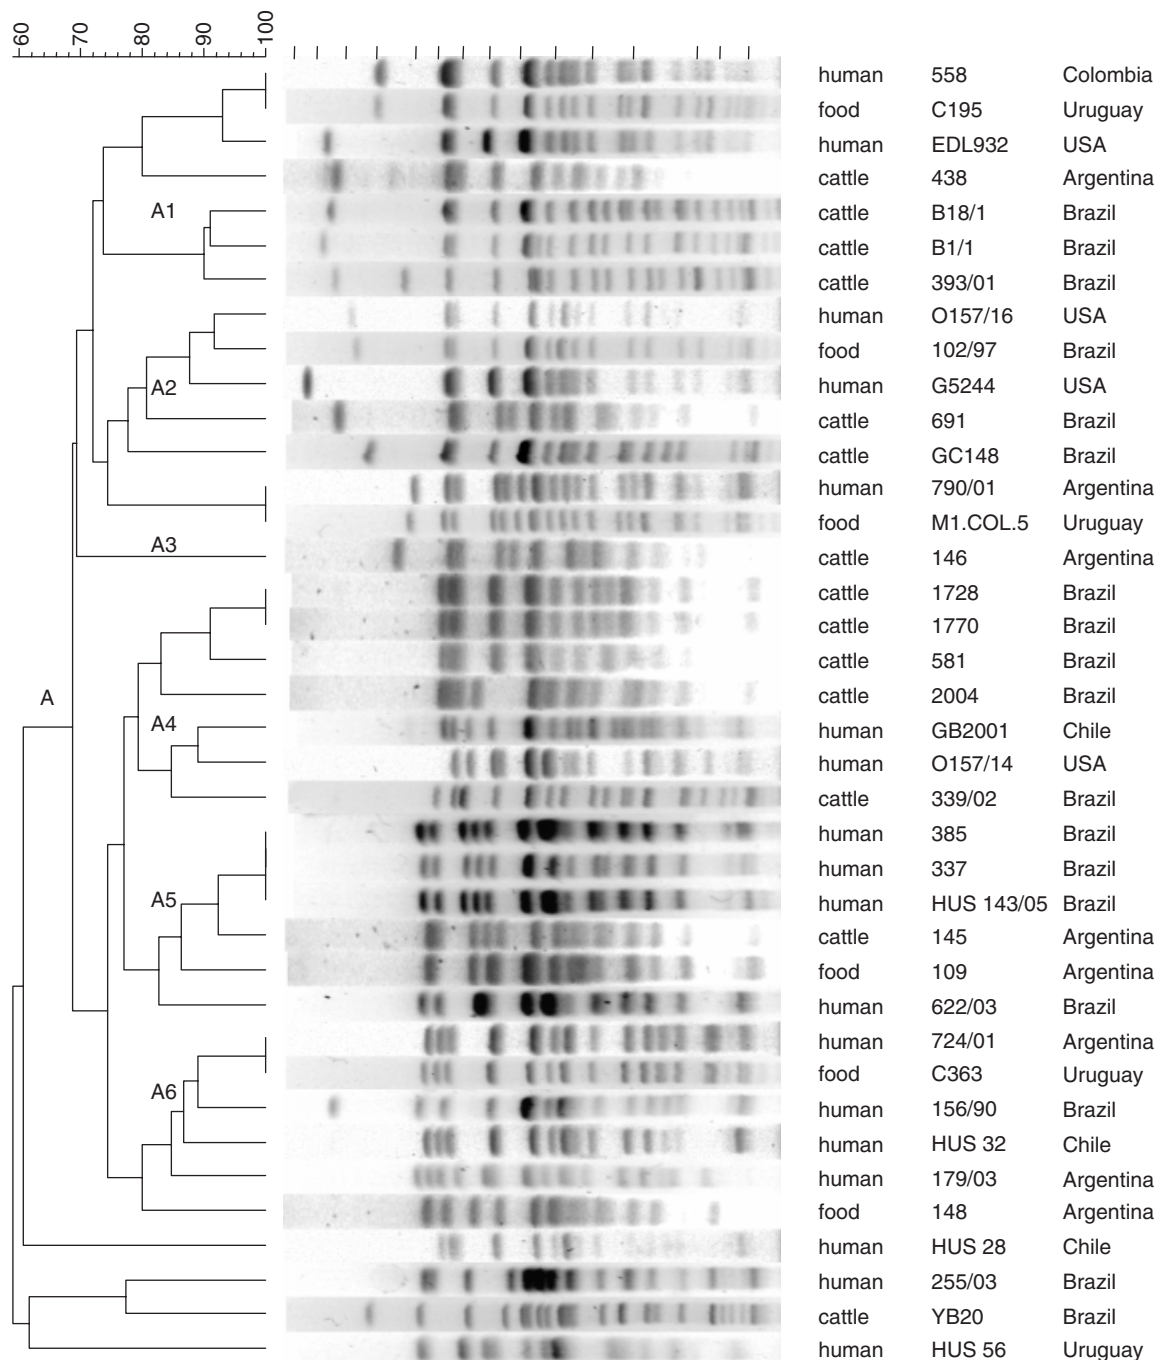 60 70 80 90 100
human 558 Colombia
food C195 Uruguay
human EDL932 USA
cattle 438 Argentina
A1 cattle B18/1 Brazil
cattle B1/1 Brazil
cattle 393/01 Brazil
human O157/16 USA
food 102/97 Brazil
A2 human G5244 USA
cattle 691 Brazil
cattle GC148 Brazil
human 790/01 Argentina
food M1.COL.5 Uruguay
A3 cattle 146 Argentina
cattle 1728 Brazil
cattle 1770 Brazil
cattle 581 Brazil
A cattle 2004 Brazil
A4 human GB2001 Chile
human O157/14 USA
cattle 339/02 Brazil
human 385 Brazil
human 337 Brazil
A5 human HUS 143/05 Brazil
cattle 145 Argentina
food 109 Argentina
human 622/03 Brazil
human 724/01 Argentina
food C363 Uruguay
A6 human 156/90 Brazil
human HUS 32 Chile
human 179/03 Argentina
food 148 Argentina
human HUS 28 Chile
human 255/03 Brazil
cattle YB20 Brazil
human HUS 56 Uruguay